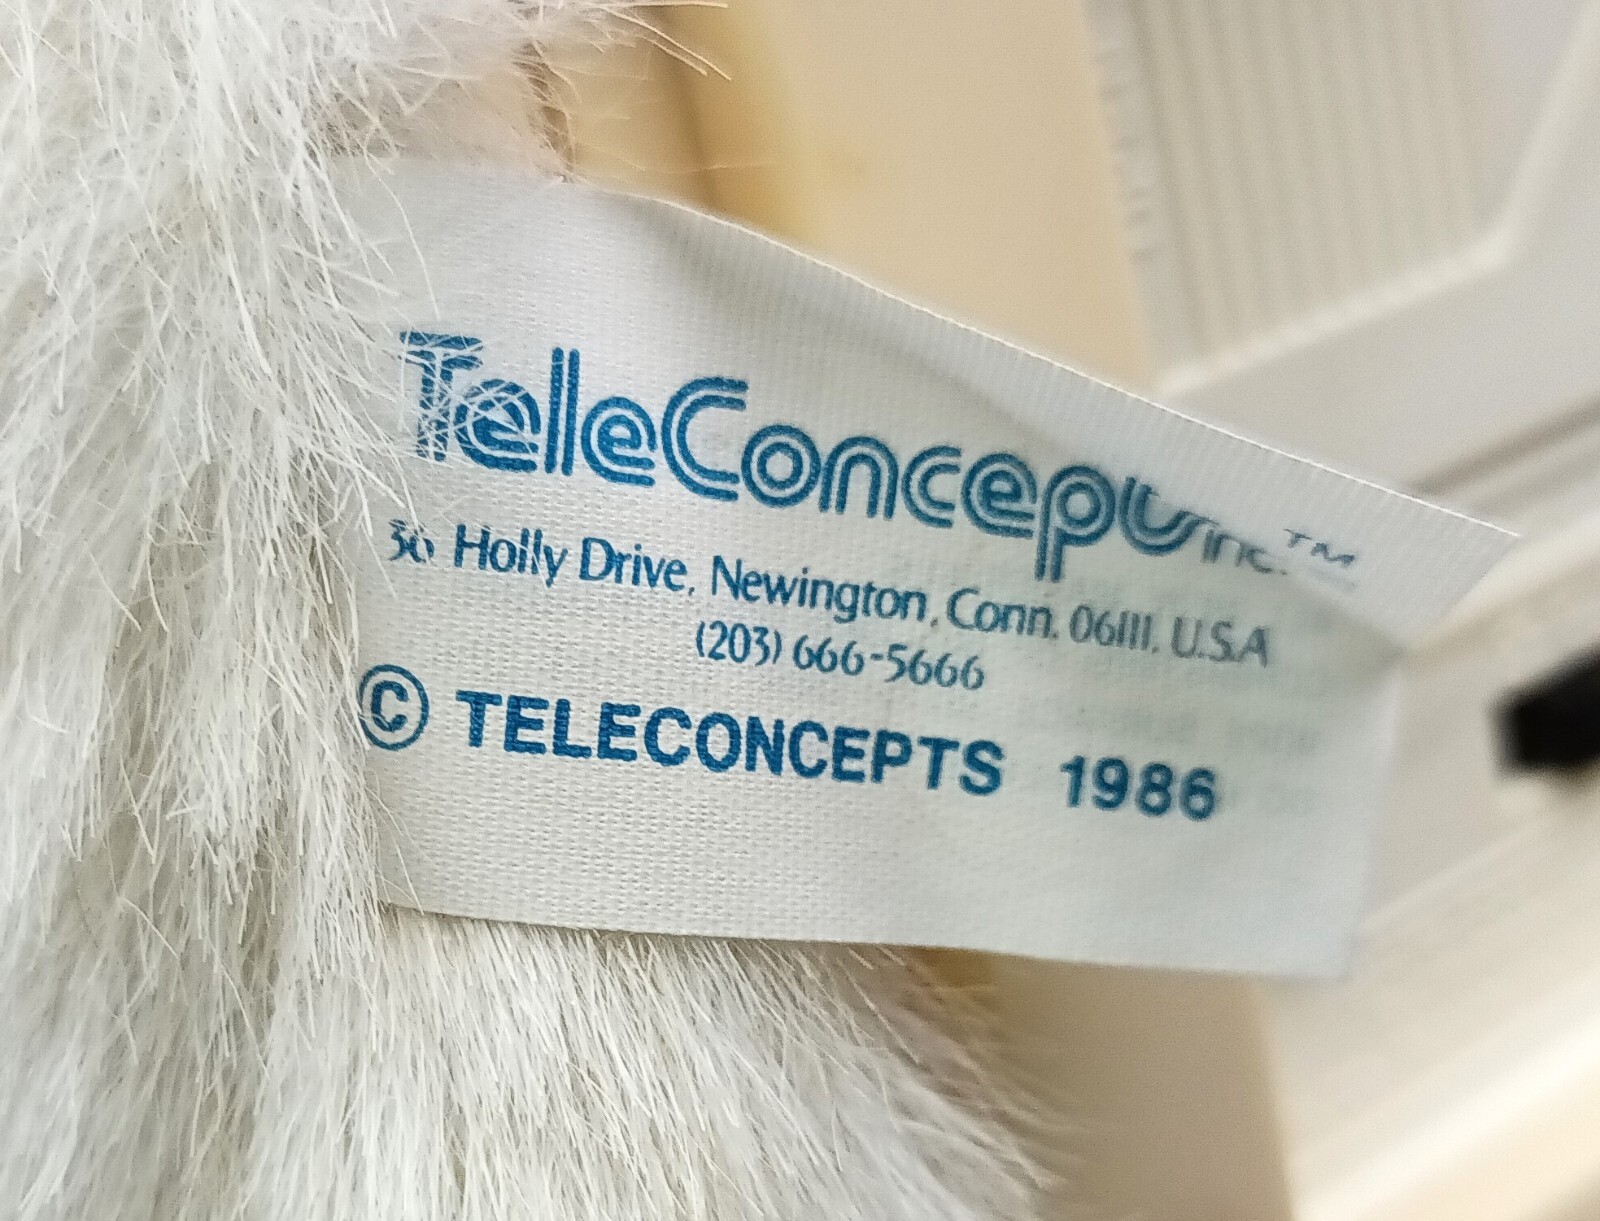 TeleConcepts inc.™
36 Holly Drive, Newington, Conn. 06111. U.S.A
(203) 666-5666
© TELECONCEPTS 1986